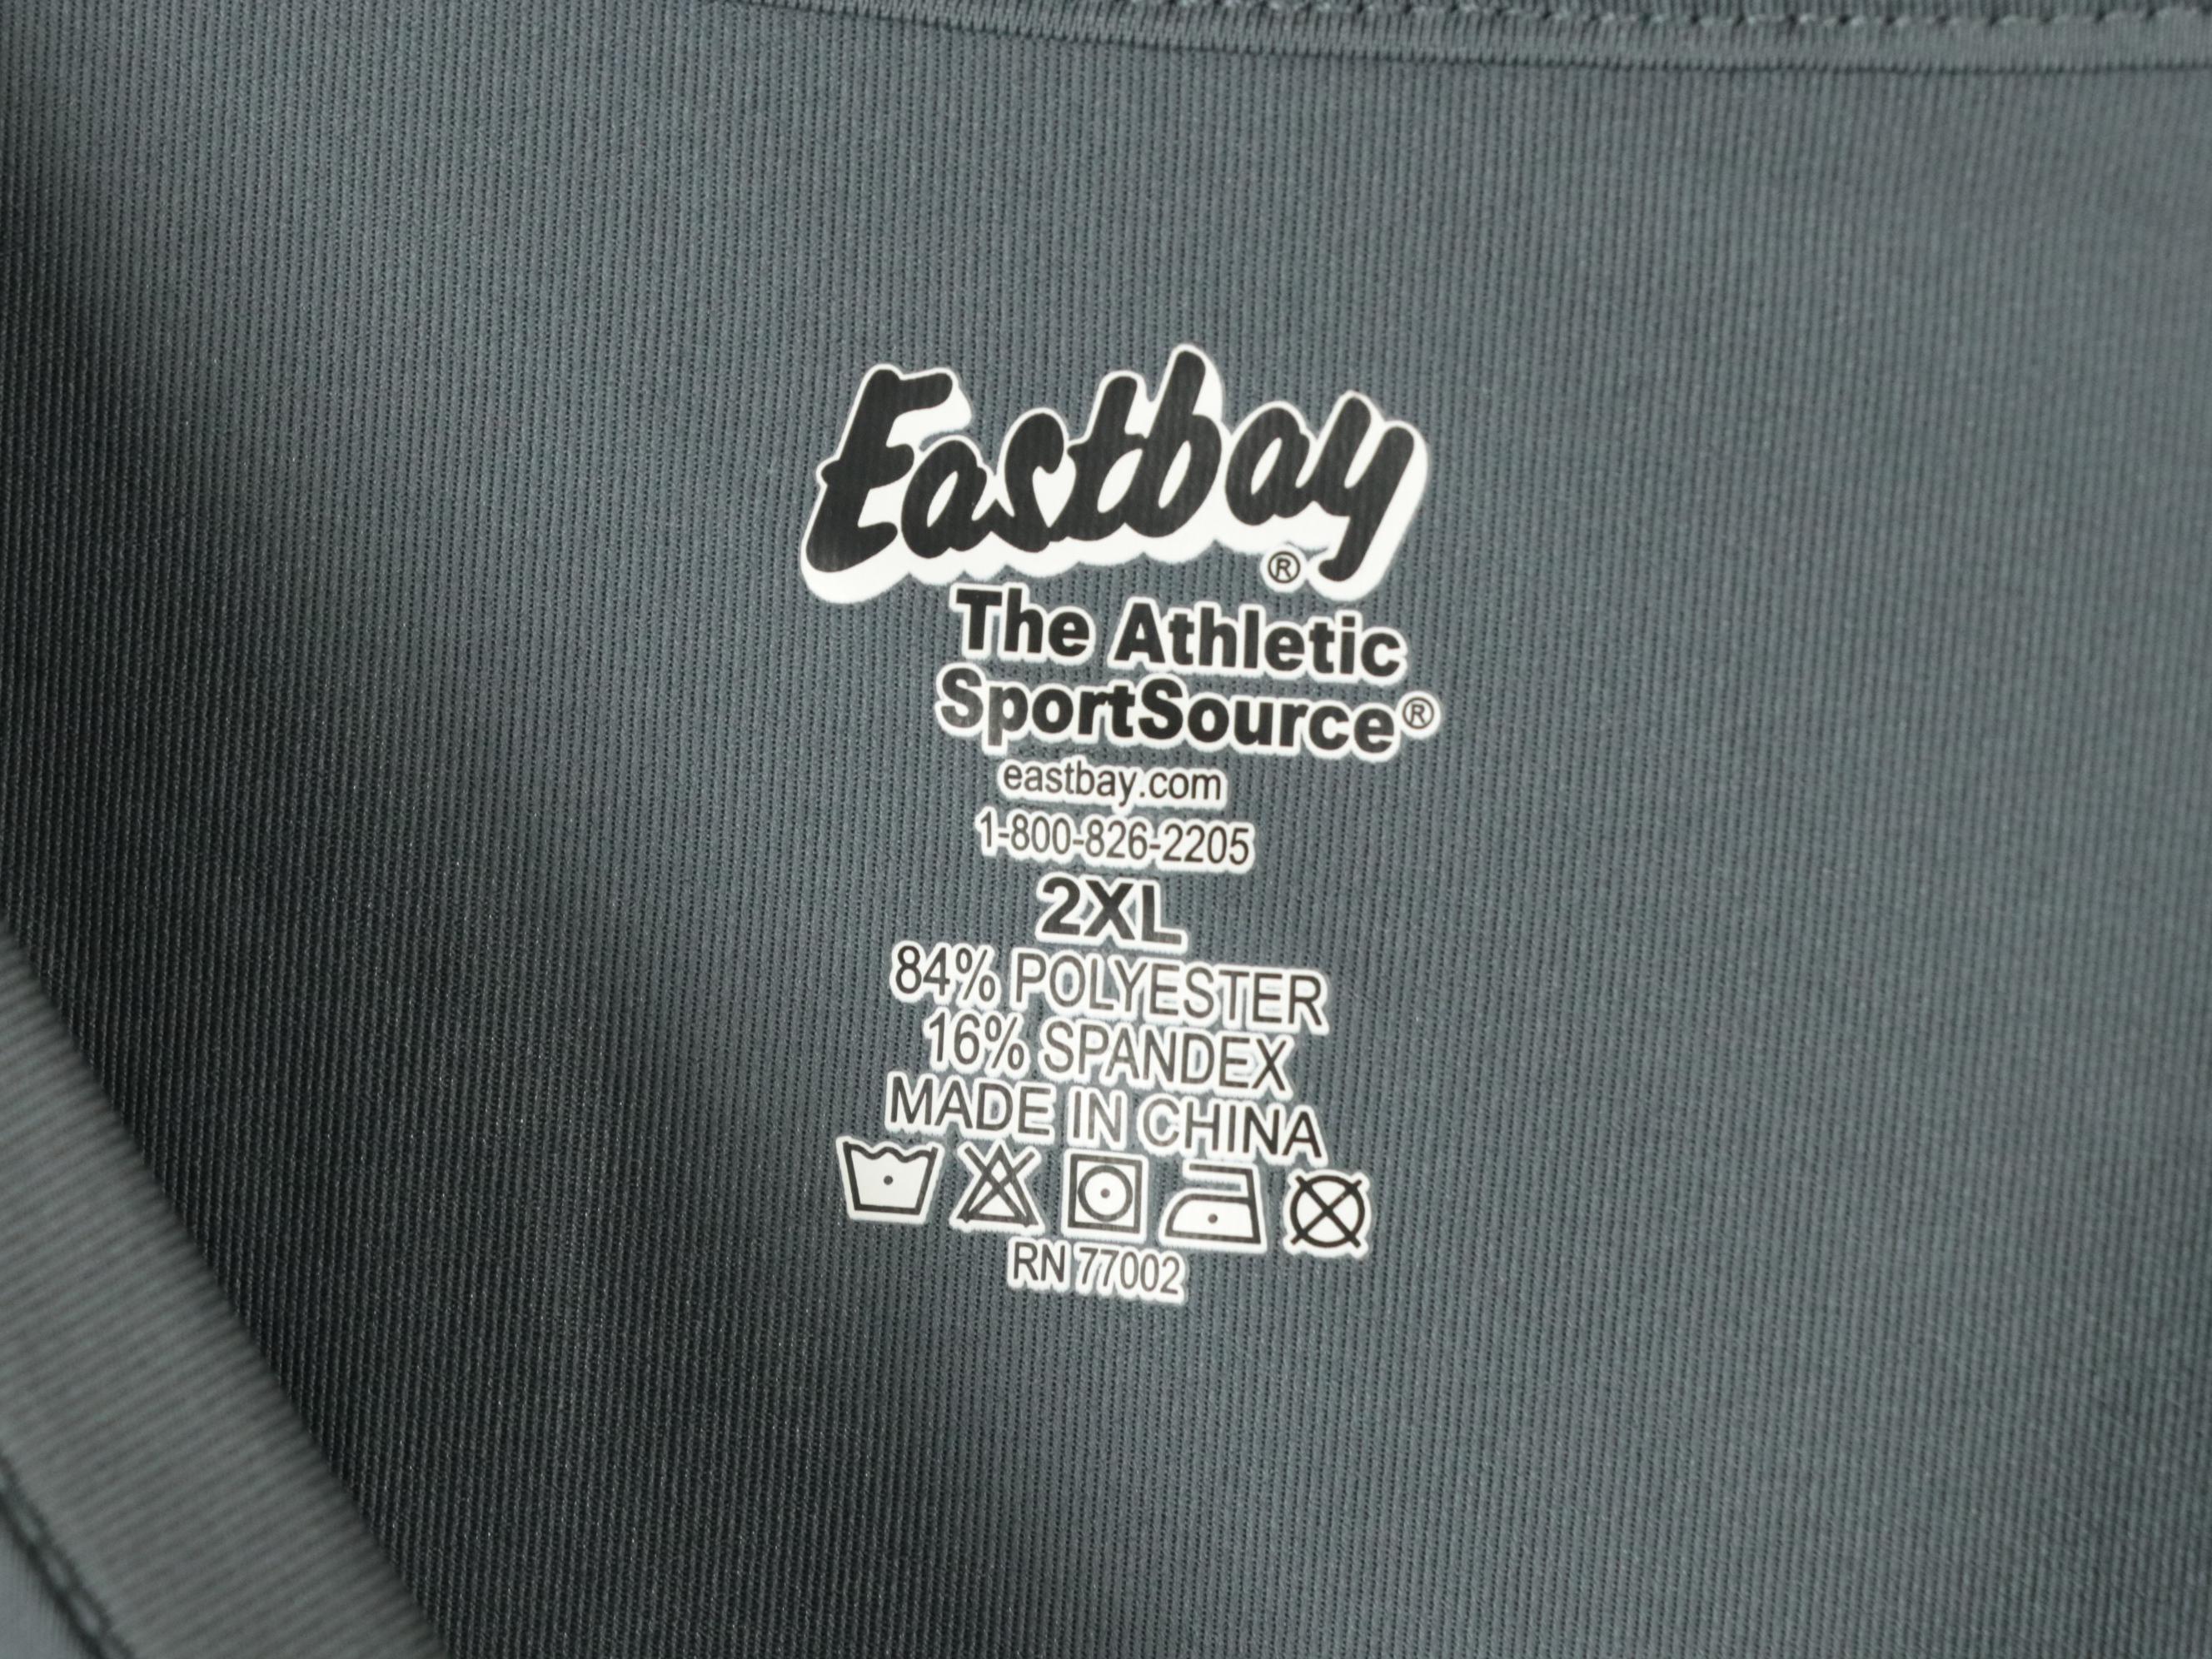 Eastbay®
The Athletic
SportSource®
eastbay.com
1-800-826-2205
2XL
84% POLYESTER
16% SPANDEX
MADE IN CHINA
RN 77002